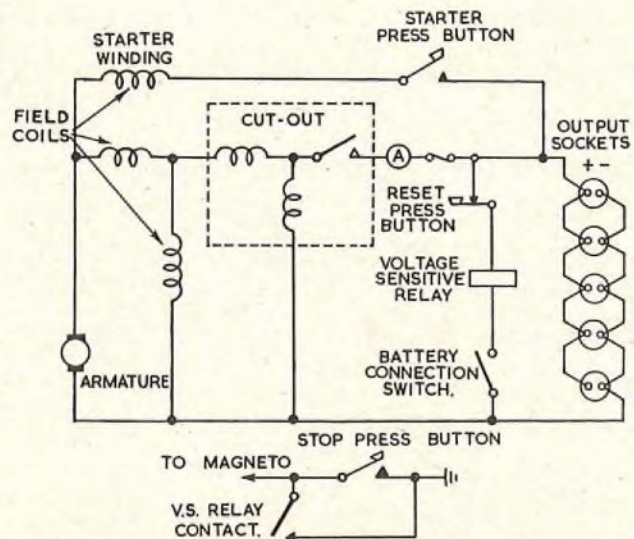 STARTER
WINDING
STARTER
PRESS BUTTON
FIELD
COILS
CUT-OUT
OUTPUT
SOCKETS
+ -
A
RESET
PRESS
BUTTON
VOLTAGE
SENSITIVE
RELAY
ARMATURE
BATTERY
CONNECTION
SWITCH.
STOP PRESS BUTTON
TO MAGNETO
V.S. RELAY
CONTACT.